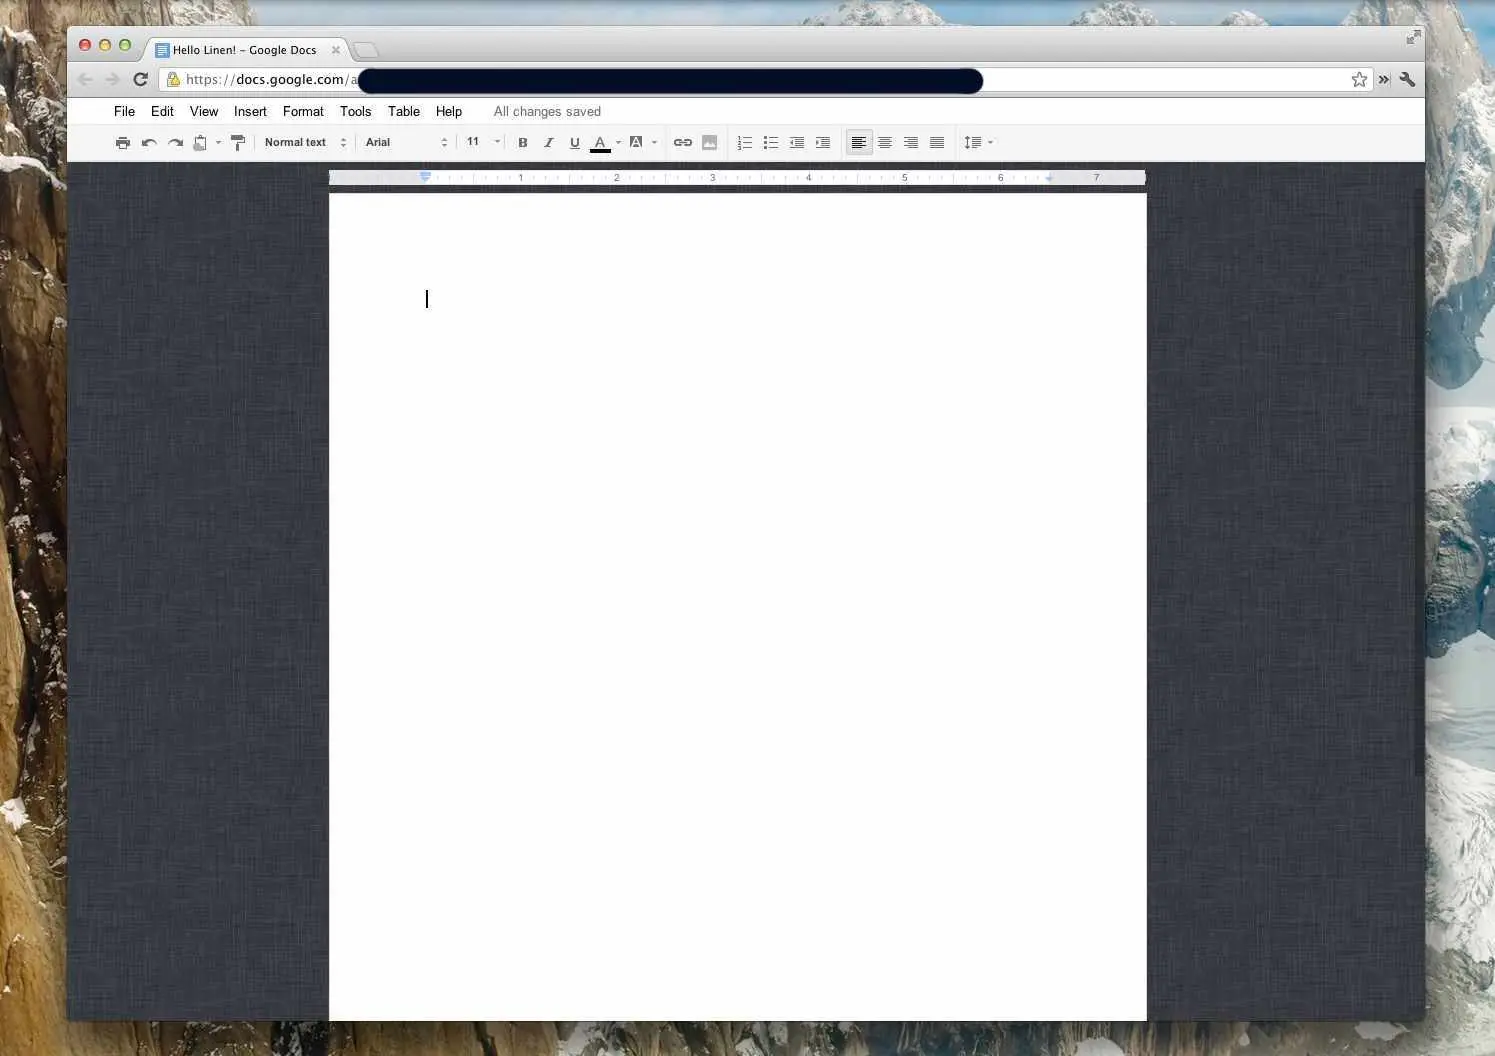 Hello Linen! – Google Docs
https://docs.google.com/a
File Edit View Insert Format Tools Table Help All changes saved
Normal text Arial 11 B I U A A
1 2 3 4 5 6 7